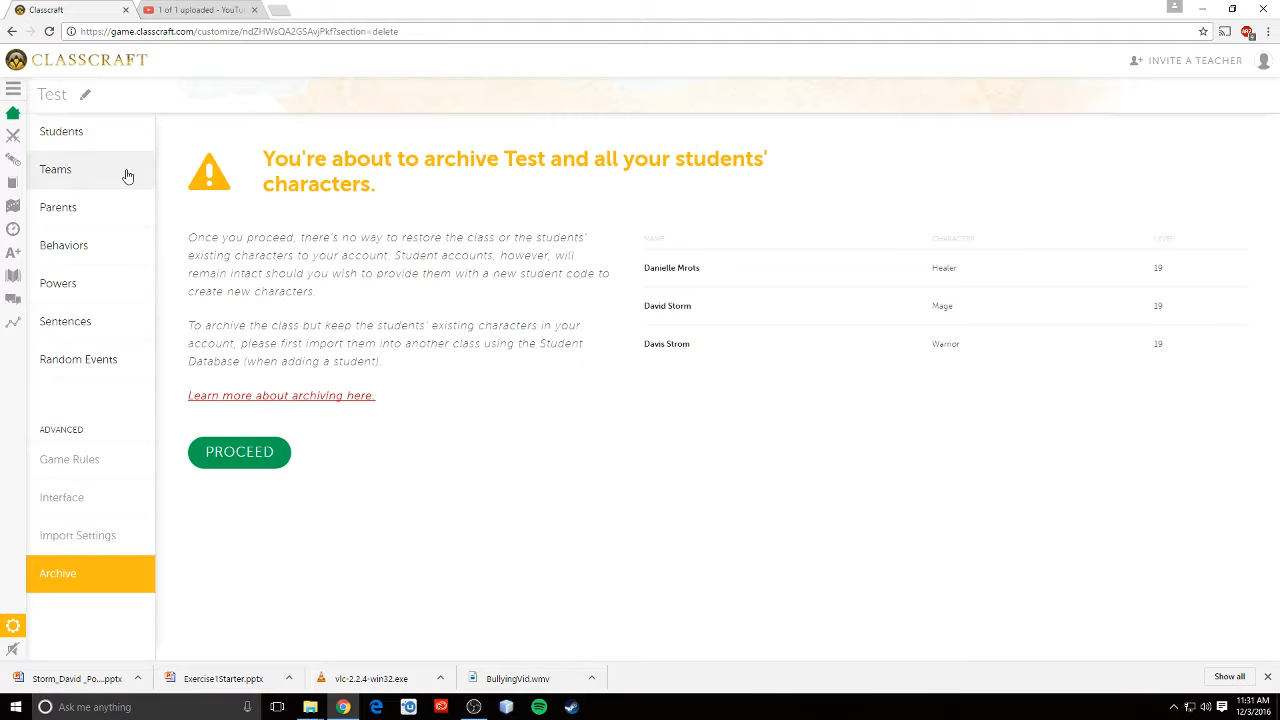 Classcraft
1 of 1 uploaded - YouTu
https://game.classcraft.com/customize/ndZHWsQA2GSAvjPkf?section=delete
CLASSCRAFT
INVITE A TEACHER
Test
Students
Teams
Parents
Behaviors
Powers
Sentences
Random Events
ADVANCED
Game Rules
Interface
Import Settings
Archive
You're about to archive Test and all your students'
characters.
Once you proceed, there's no way to restore the class or the students'
existing characters to your account. Student accounts, however, will
remain intact should you wish to provide them with a new student code to
create new characters.
To archive the class but keep the students' existing characters in your
account, please first import them into another class using the Student
Database (when adding a student).
Learn more about archiving here.
PROCEED
NAME CHARACTER LEVEL
Danielle Mrots Healer 19
David Storm Mage 19
Davis Strom Warrior 19
Storm_David_Po....pptx
Exercise1Starter.pptx
vlc-2.2.4-win32.exe
BullyingVid.wmv
Show all
Ask me anything
11:31 AM
12/3/2016